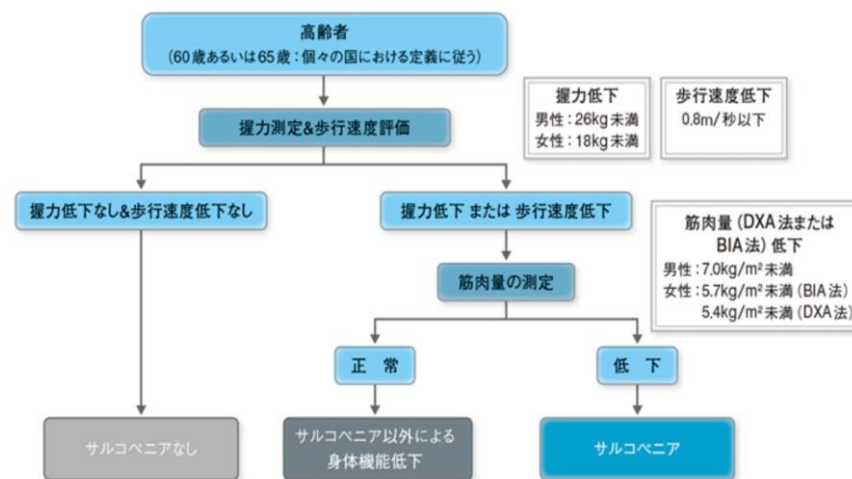 高齢者
(60歳あるいは65歳：個々の国における定義に従う)
握力測定&歩行速度評価
握力低下
男性：26kg未満
女性：18kg未満
歩行速度低下
0.8m/秒以下
握力低下なし&歩行速度低下なし
握力低下 または 歩行速度低下
筋肉量(DXA法または
BIA法)低下
男性：7.0kg/m²未満
女性：5.7kg/m²未満(BIA法)
5.4kg/m²未満(DXA法)
筋肉量の測定
正 常
低 下
サルコペニアなし
サルコペニア以外による
身体機能低下
サルコペニア